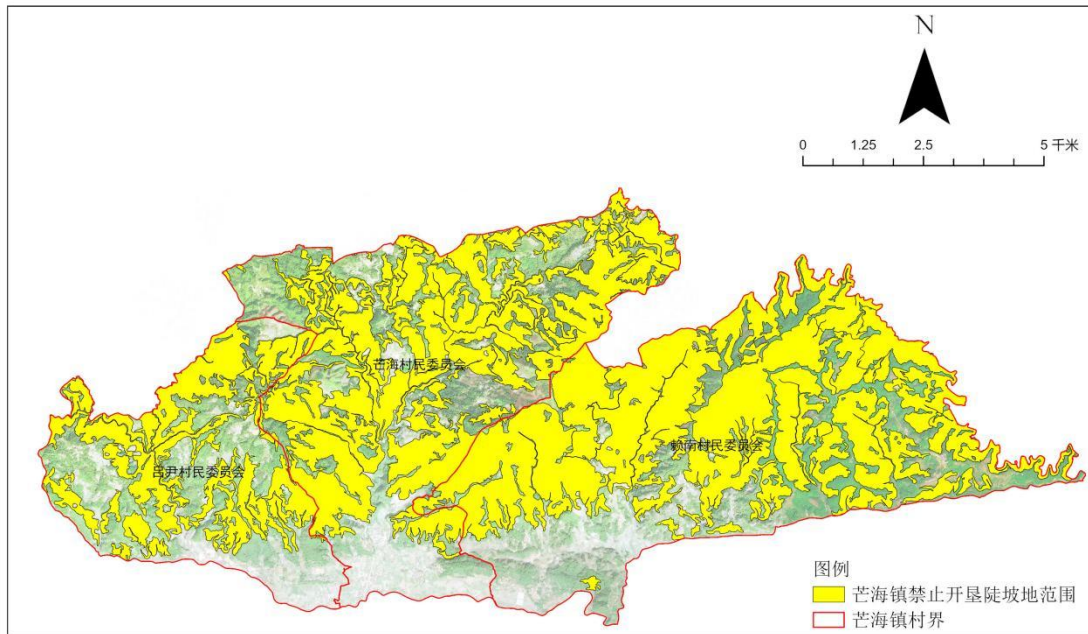 N
0 1.25 2.5 5 千米
芒海村民委员会
赖南村民委员会
吕尹村民委员会
图例
芒海镇禁止开垦陡坡地范围
芒海镇村界